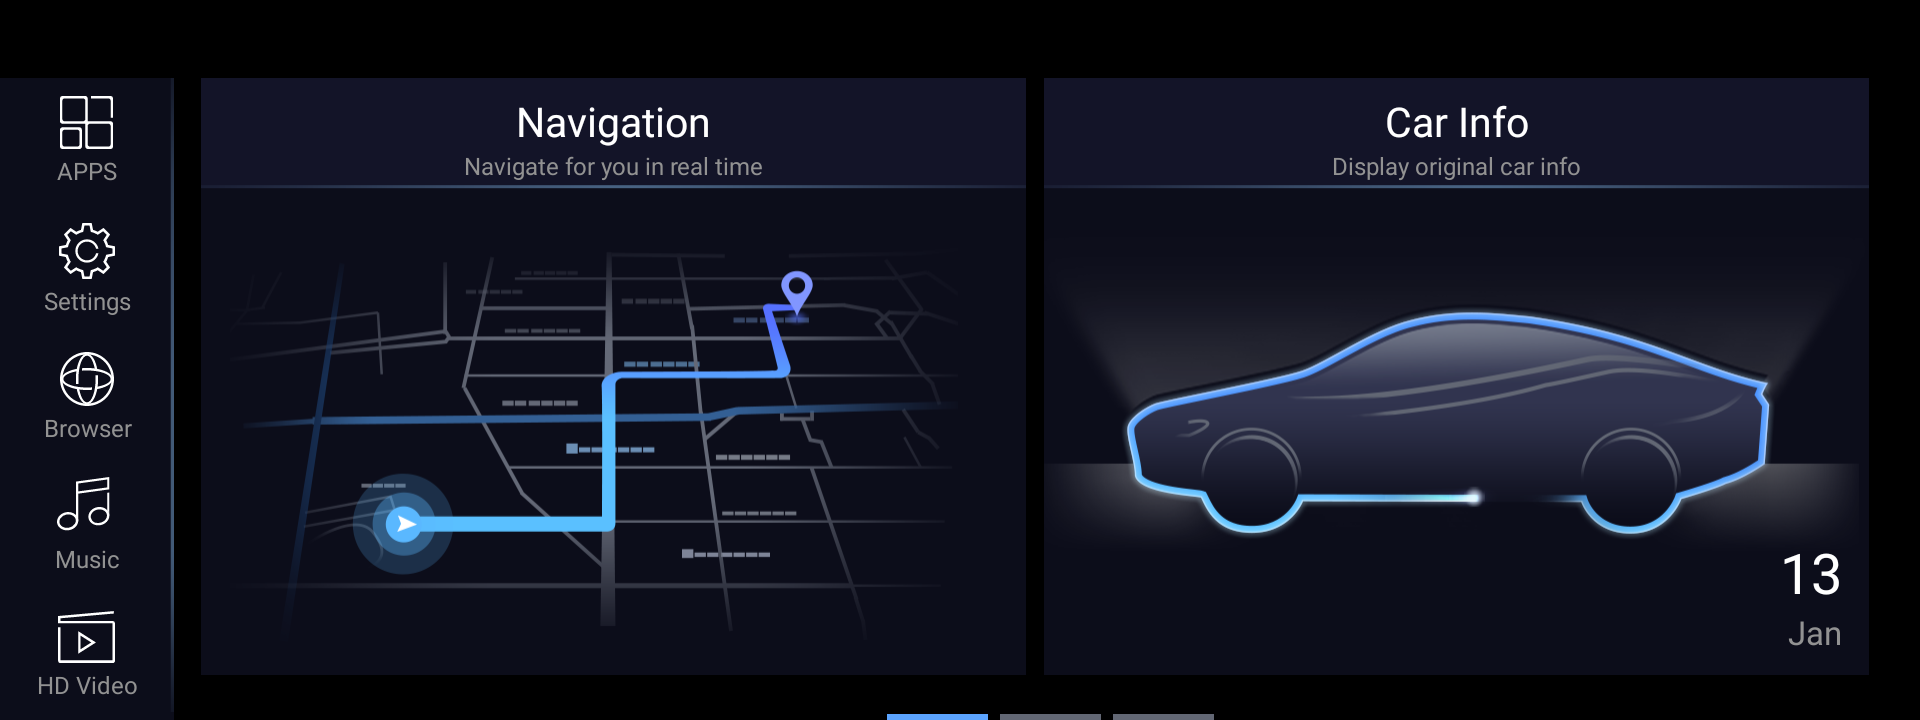 APPS
Settings
Browser
Music
HD Video
Navigation
Navigate for you in real time
Car Info
Display original car info
13
Jan